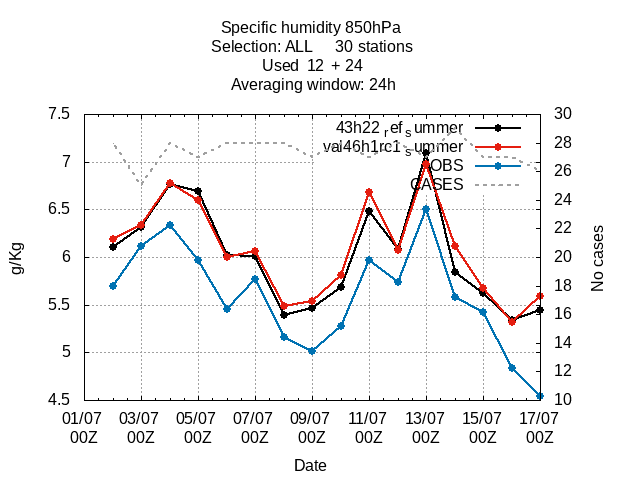 Specific humidity 850hPa
Selection: ALL 30 stations
Used 12 + 24
Averaging window: 24h
7.5
7
6.5
6
5.5
5
4.5
g/Kg
43h22 refsummer
val46h1rc1summer
OBS
CASES
30
28
26
24
22
20
18
16
14
12
10
No cases
01/07 03/07 05/07 07/07 09/07 11/07 13/07 15/07 17/07
00Z 00Z 00Z 00Z 00Z 00Z 00Z 00Z 00Z
Date